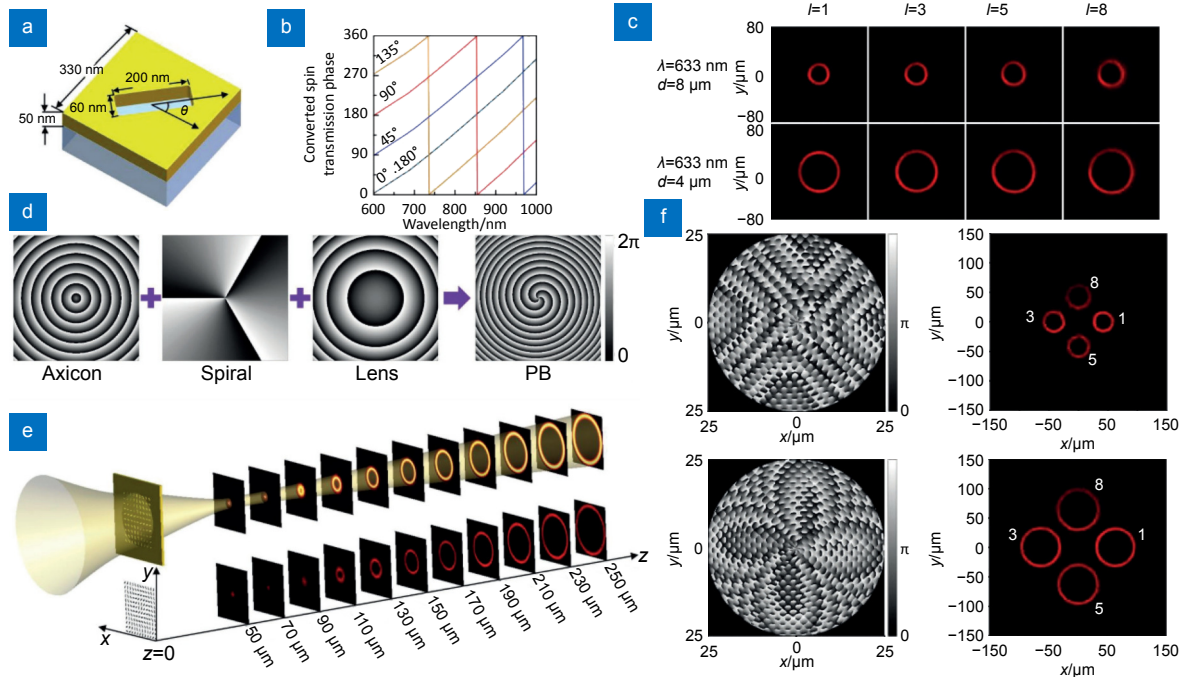 a
330 nm
200 nm
60 nm
50 nm
θ
b
Converted spin
transmission phase
360
270
180
90
0
135°
90°
45°
0°.180°
600
700
800
900
1000
Wavelength/nm
c
l=1
l=3
l=5
l=8
λ=633 nm
d=8 µm
y/µm
80
0
−80
λ=633 nm
d=4 µm
y/µm
80
0
−80
d
2π
0
Axicon
Spiral
Lens
PB
e
y
x
z=0
z
50 µm
70 µm
90 µm
110 µm
130 µm
150 µm
170 µm
190 µm
210 µm
230 µm
250 µm
f
y/µm
25
0
25
25
0
25
x/µm
π
0
y/µm
150
100
50
0
−50
−100
−150
8
3
1
5
−150
−50
50
150
x/µm
y/µm
25
0
25
25
0
25
x/µm
π
0
y/µm
150
100
50
0
−50
−100
−150
8
3
1
5
−150
−50
50
150
x/µm